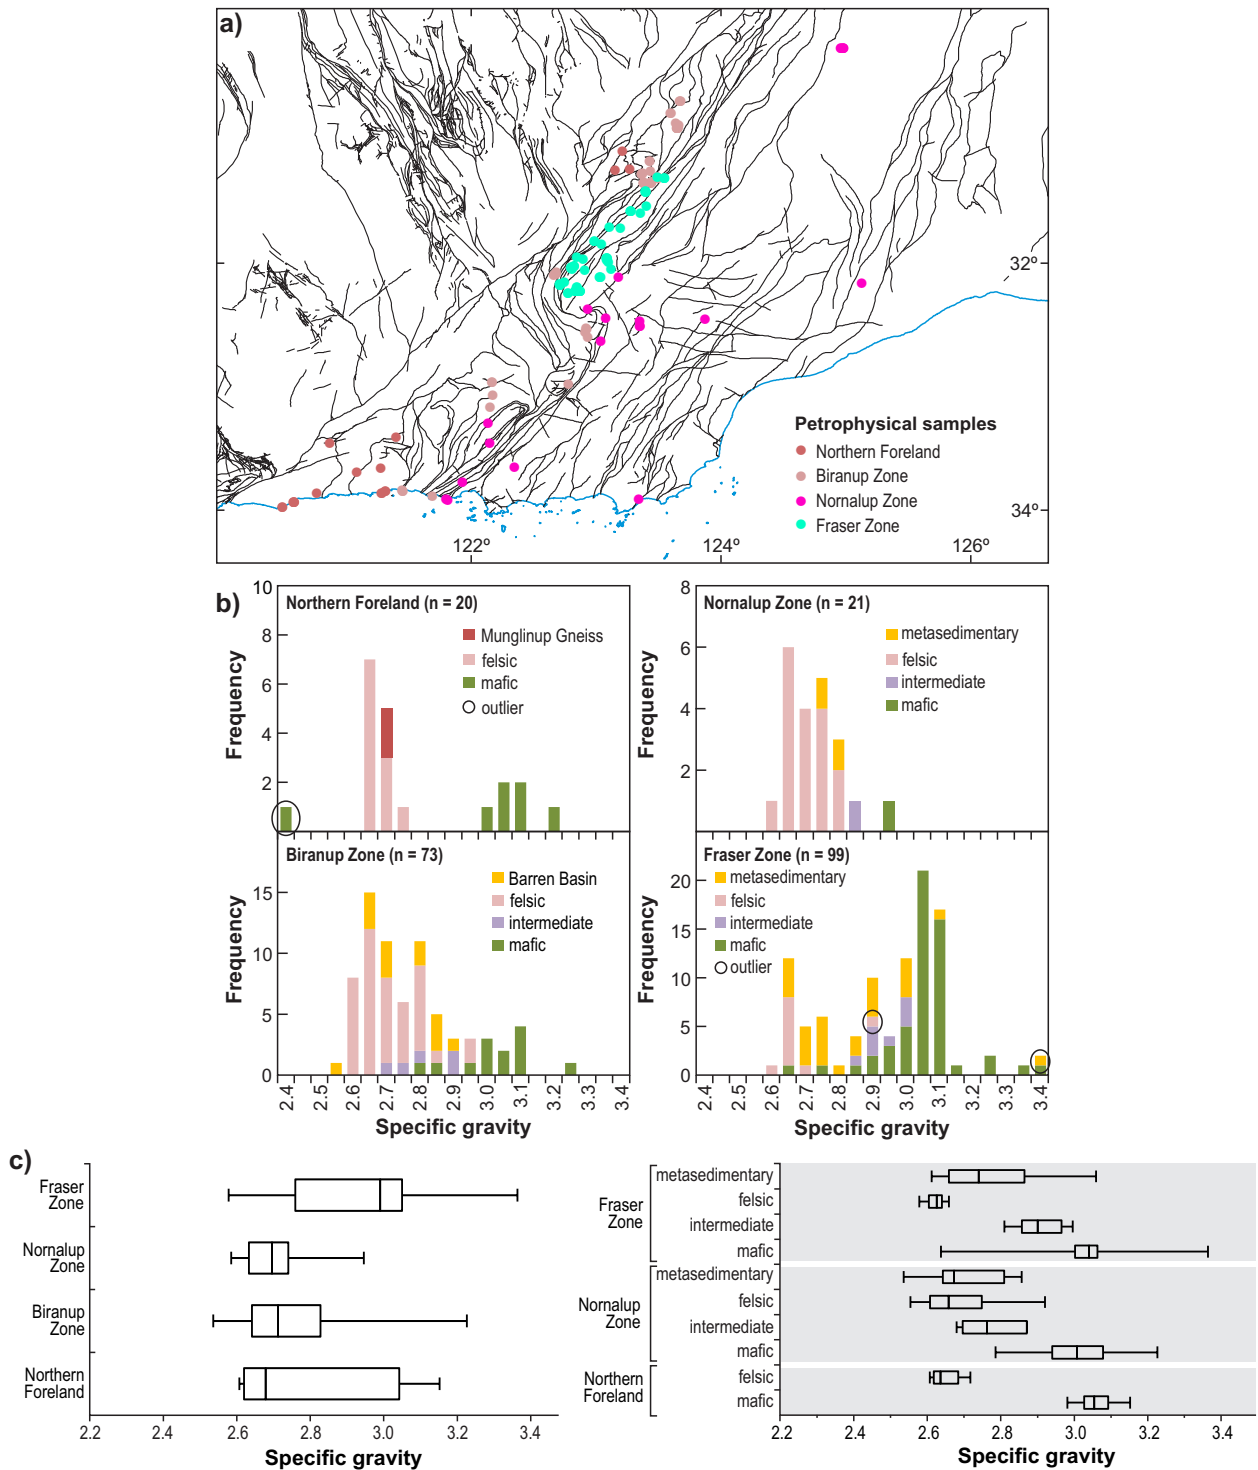 a)
32º
34º
122º
124º
126º
Petrophysical samples
Northern Foreland
Biranup Zone
Nornalup Zone
Fraser Zone
b)
Northern Foreland (n = 20)
Munglinup Gneiss
felsic
mafic
outlier
Frequency
10
8
6
4
2
Nornalup Zone (n = 21)
metasedimentary
felsic
intermediate
mafic
Frequency
8
6
4
2
Biranup Zone (n = 73)
Barren Basin
felsic
intermediate
mafic
Frequency
15
10
5
0
2.4
2.5
2.6
2.7
2.8
2.9
3.0
3.1
3.2
3.3
3.4
Specific gravity
Fraser Zone (n = 99)
metasedimentary
felsic
intermediate
mafic
outlier
Frequency
20
15
10
5
0
2.4
2.5
2.6
2.7
2.8
2.9
3.0
3.1
3.2
3.3
3.4
Specific gravity
c)
Fraser
Zone
Nornalup
Zone
Biranup
Zone
Northern
Foreland
2.2
2.4
2.6
2.8
3.0
3.2
3.4
Specific gravity
Fraser
Zone
metasedimentary
felsic
intermediate
mafic
Nornalup
Zone
metasedimentary
felsic
intermediate
mafic
Northern
Foreland
felsic
mafic
2.2
2.4
2.6
2.8
3.0
3.2
3.4
Specific gravity